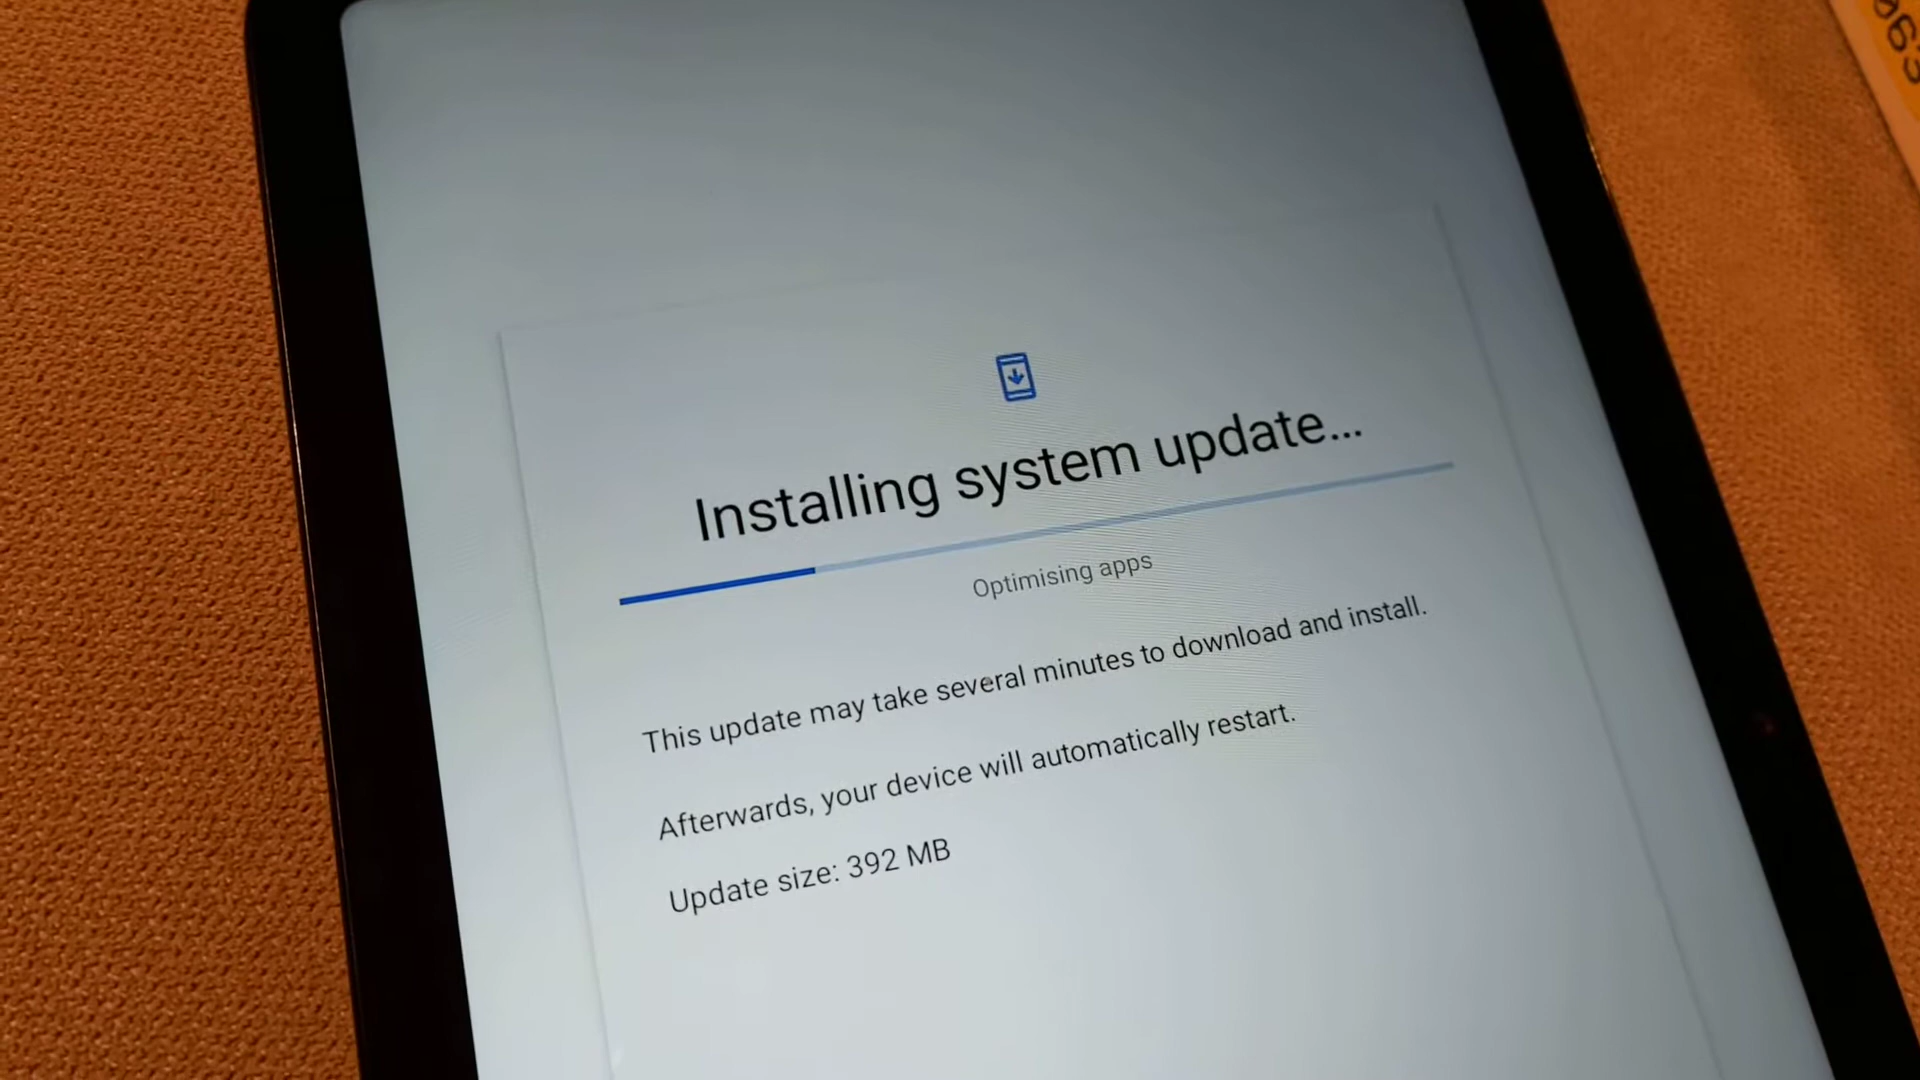 Installing system update...
Optimising apps
This update may take several minutes to download and install.
Afterwards, your device will automatically restart.
Update size: 392 MB